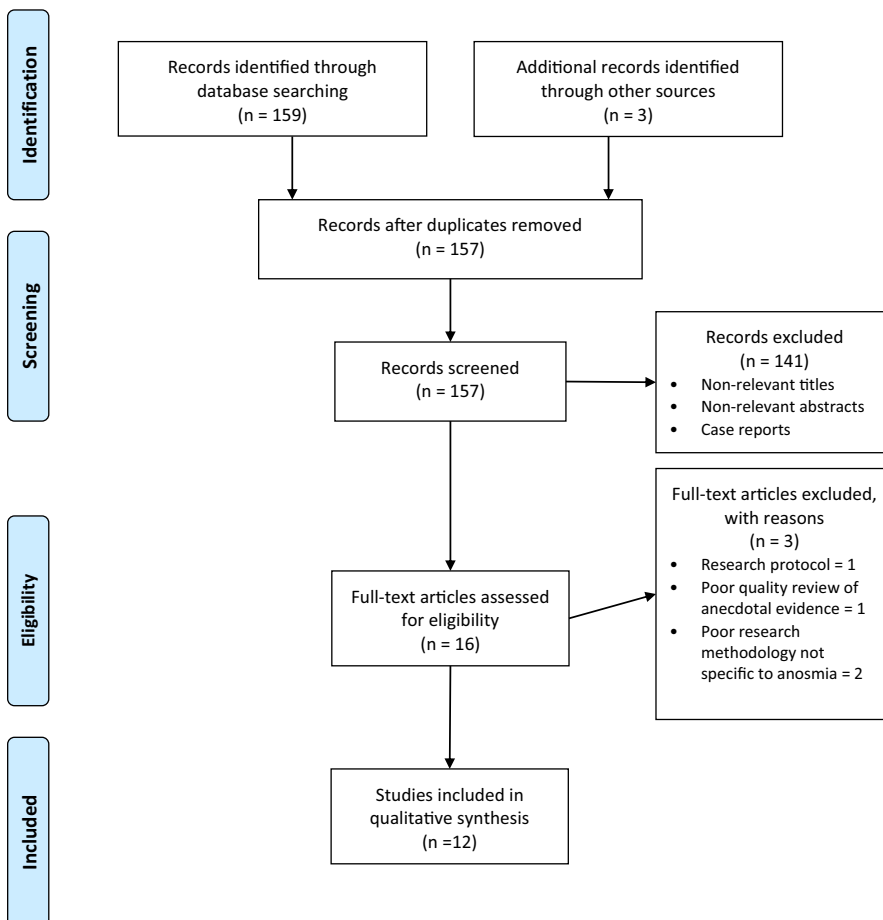 Identification
Records identified through
database searching
(n = 159)
Additional records identified
through other sources
(n = 3)
Records after duplicates removed
(n = 157)
Screening
Records screened
(n = 157)
Records excluded
(n = 141)
• Non-relevant titles
• Non-relevant abstracts
• Case reports
Eligibility
Full-text articles assessed
for eligibility
(n = 16)
Full-text articles excluded,
with reasons
(n = 3)
• Research protocol = 1
• Poor quality review of
anecdotal evidence = 1
• Poor research
methodology not
specific to anosmia = 2
Included
Studies included in
qualitative synthesis
(n =12)